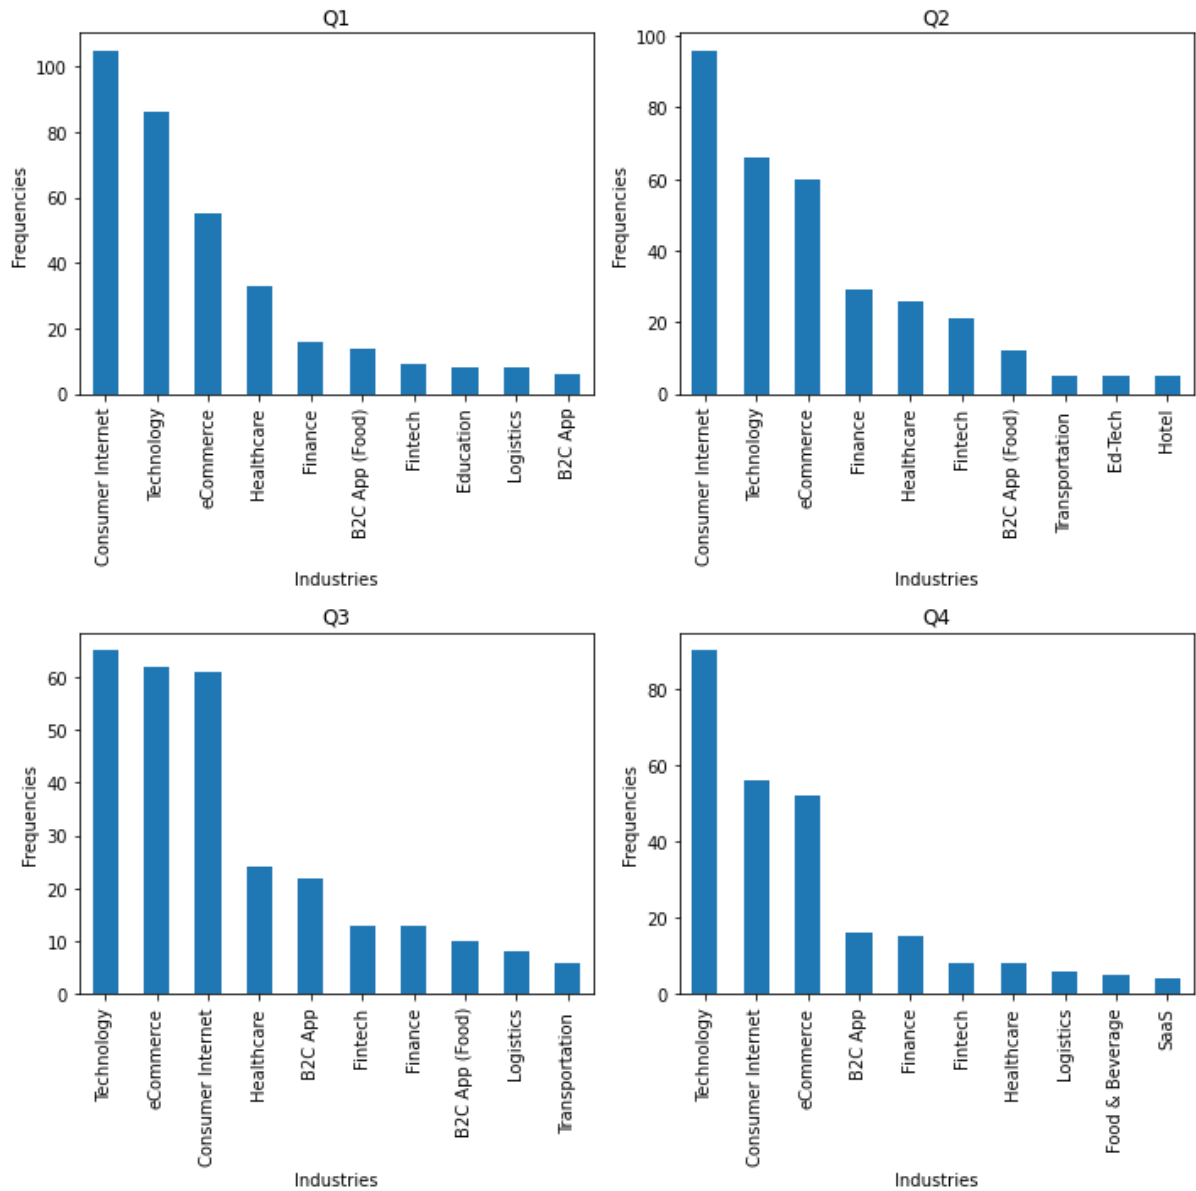 Q1
Frequencies
100
80
60
40
20
0
Consumer Internet
Technology
eCommerce
Healthcare
Finance
B2C App (Food)
Fintech
Education
Logistics
B2C App
Industries
Q2
Frequencies
100
80
60
40
20
0
Consumer Internet
Technology
eCommerce
Finance
Healthcare
Fintech
B2C App (Food)
Transportation
Ed-Tech
Hotel
Industries
Q3
Frequencies
60
50
40
30
20
10
0
Technology
eCommerce
Consumer Internet
Healthcare
B2C App
Fintech
Finance
B2C App (Food)
Logistics
Transportation
Industries
Q4
Frequencies
80
60
40
20
0
Technology
Consumer Internet
eCommerce
B2C App
Finance
Fintech
Healthcare
Logistics
Food & Beverage
SaaS
Industries